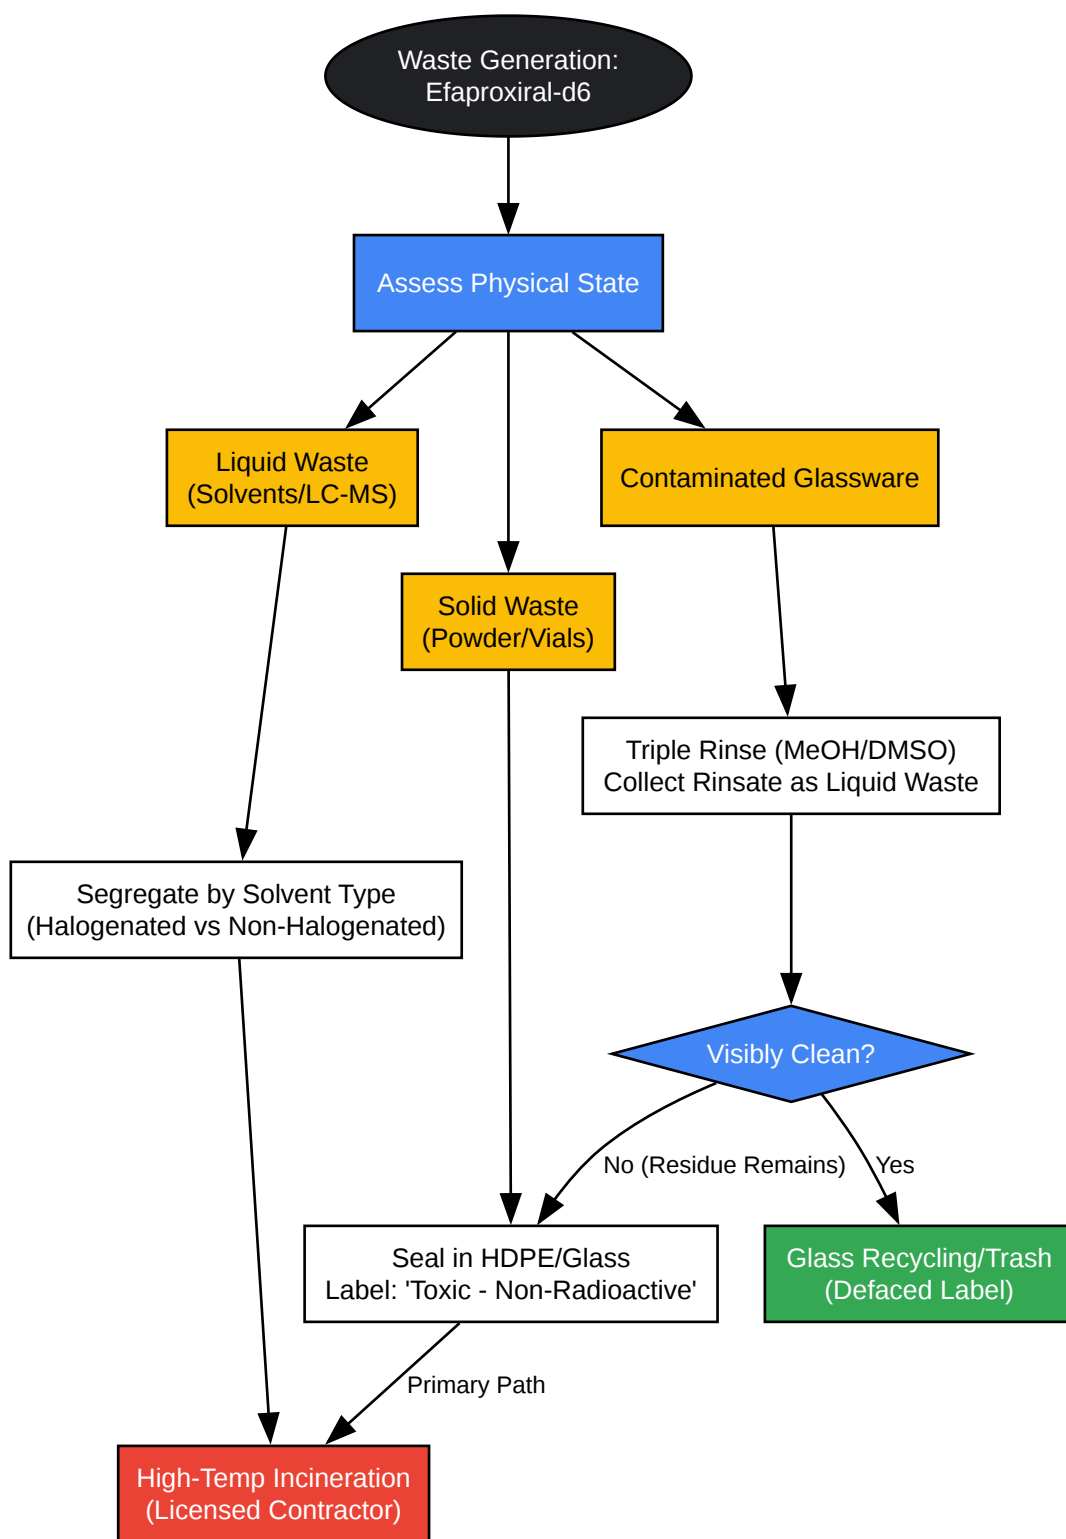 Waste Generation:
Efaproxiral-d6
Assess Physical State
Liquid Waste
(Solvents/LC-MS)
Contaminated Glassware
Solid Waste
(Powder/Vials)
Triple Rinse (MeOH/DMSO)
Collect Rinsate as Liquid Waste
Segregate by Solvent Type
(Halogenated vs Non-Halogenated)
Visibly Clean?
No (Residue Remains)
Yes
Seal in HDPE/Glass
Label: 'Toxic - Non-Radioactive'
Glass Recycling/Trash
(Defaced Label)
Primary Path
High-Temp Incineration
(Licensed Contractor)